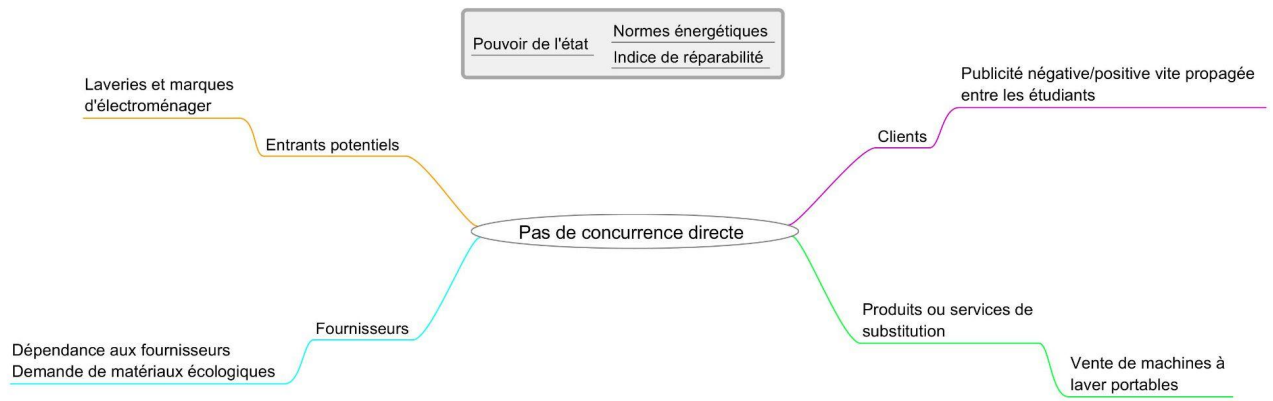 Pouvoir de l'état
Normes énergétiques
Indice de réparabilité
Laveries et marques
d'électroménager
Entrants potentiels
Publicité négative/positive vite propagée
entre les étudiants
Clients
Pas de concurrence directe
Fournisseurs
Dépendance aux fournisseurs
Demande de matériaux écologiques
Produits ou services de
substitution
Vente de machines à
laver portables